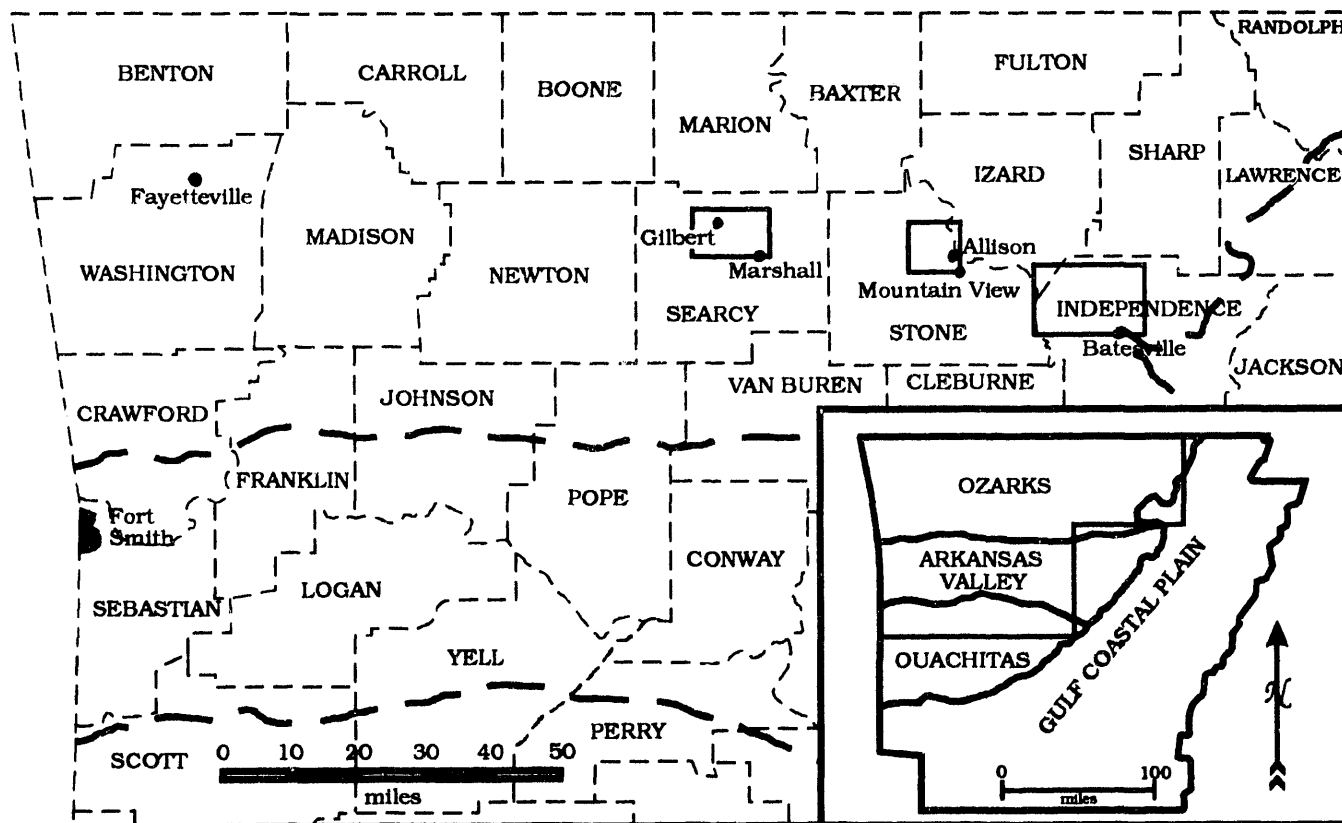 RANDOLPH
BENTON
CARROLL
BOONE
FULTON
BAXTER
MARION
SHARP
IZARD
LAWRENCE
Fayetteville
MADISON
Gilbert
Allison
WASHINGTON
NEWTON
Marshall
Mountain View
SEARCY
STONE
INDEPENDENCE
Batesville
JACKSON
VAN BUREN
CLEBURNE
JOHNSON
CRAWFORD
FRANKLIN
POPE
Fort
Smith
CONWAY
LOGAN
SEBASTIAN
YELL
PERRY
SCOTT
0 10 20 30 40 50
miles
OZARKS
ARKANSAS
VALLEY
OUACHITAS
GULF COASTAL PLAIN
N
0 100
miles